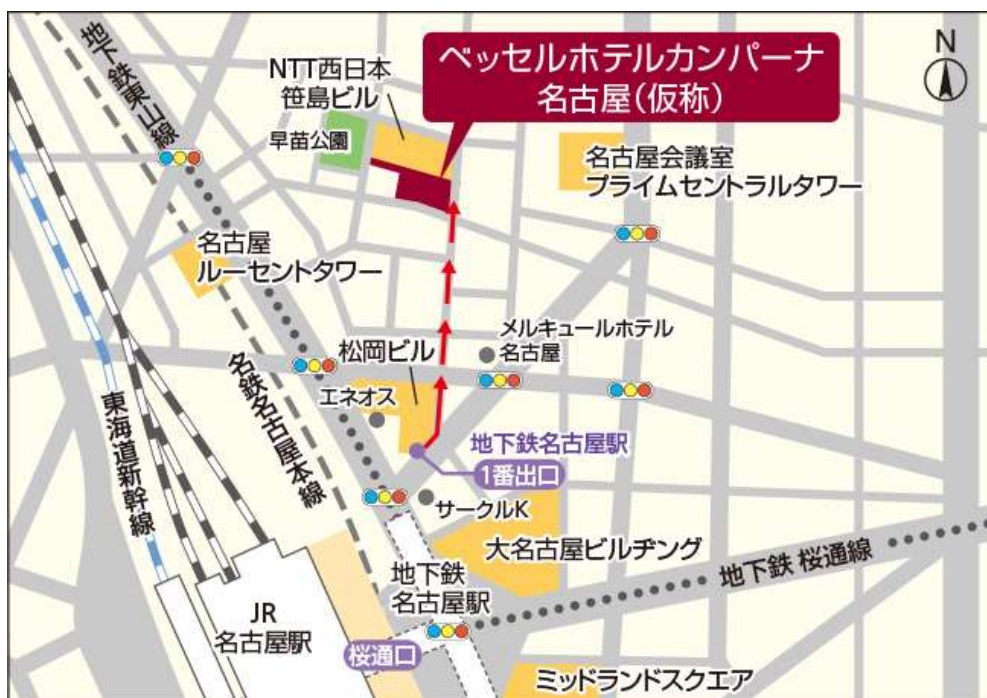 地下鉄東山線
NTT西日本
笹島ビル
早苗公園
ベッセルホテルカンパーナ
名古屋（仮称）
N
名古屋会議室
プライムセントラルタワー
名古屋
ルーセントタワー
メルキュールホテル
名古屋
松岡ビル
エネオス
名鉄名古屋本線
東海道新幹線
地下鉄名古屋駅
1番出口
サークルK
大名古屋ビルヂング
地下鉄 桜通線
地下鉄
名古屋駅
JR
名古屋駅
桜通口
ミッドランドスクエア